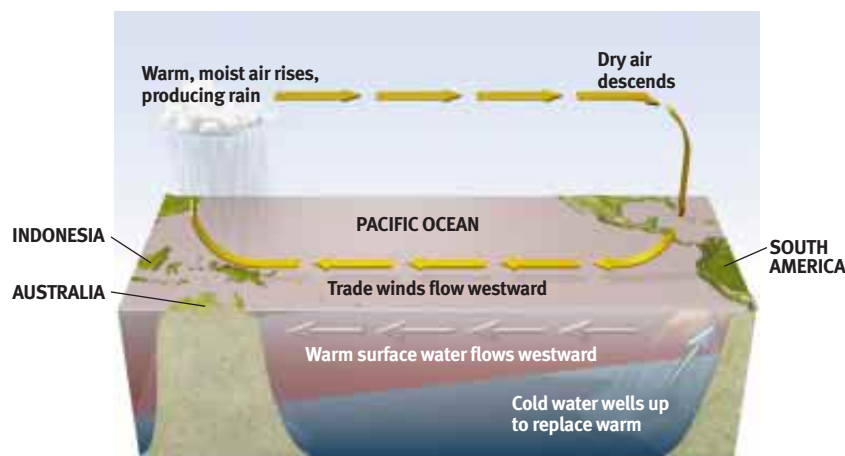 Warm, moist air rises,
producing rain
Dry air
descends
PACIFIC OCEAN
INDONESIA
SOUTH
AMERICA
AUSTRALIA
Trade winds flow westward
Warm surface water flows westward
Cold water wells up
to replace warm